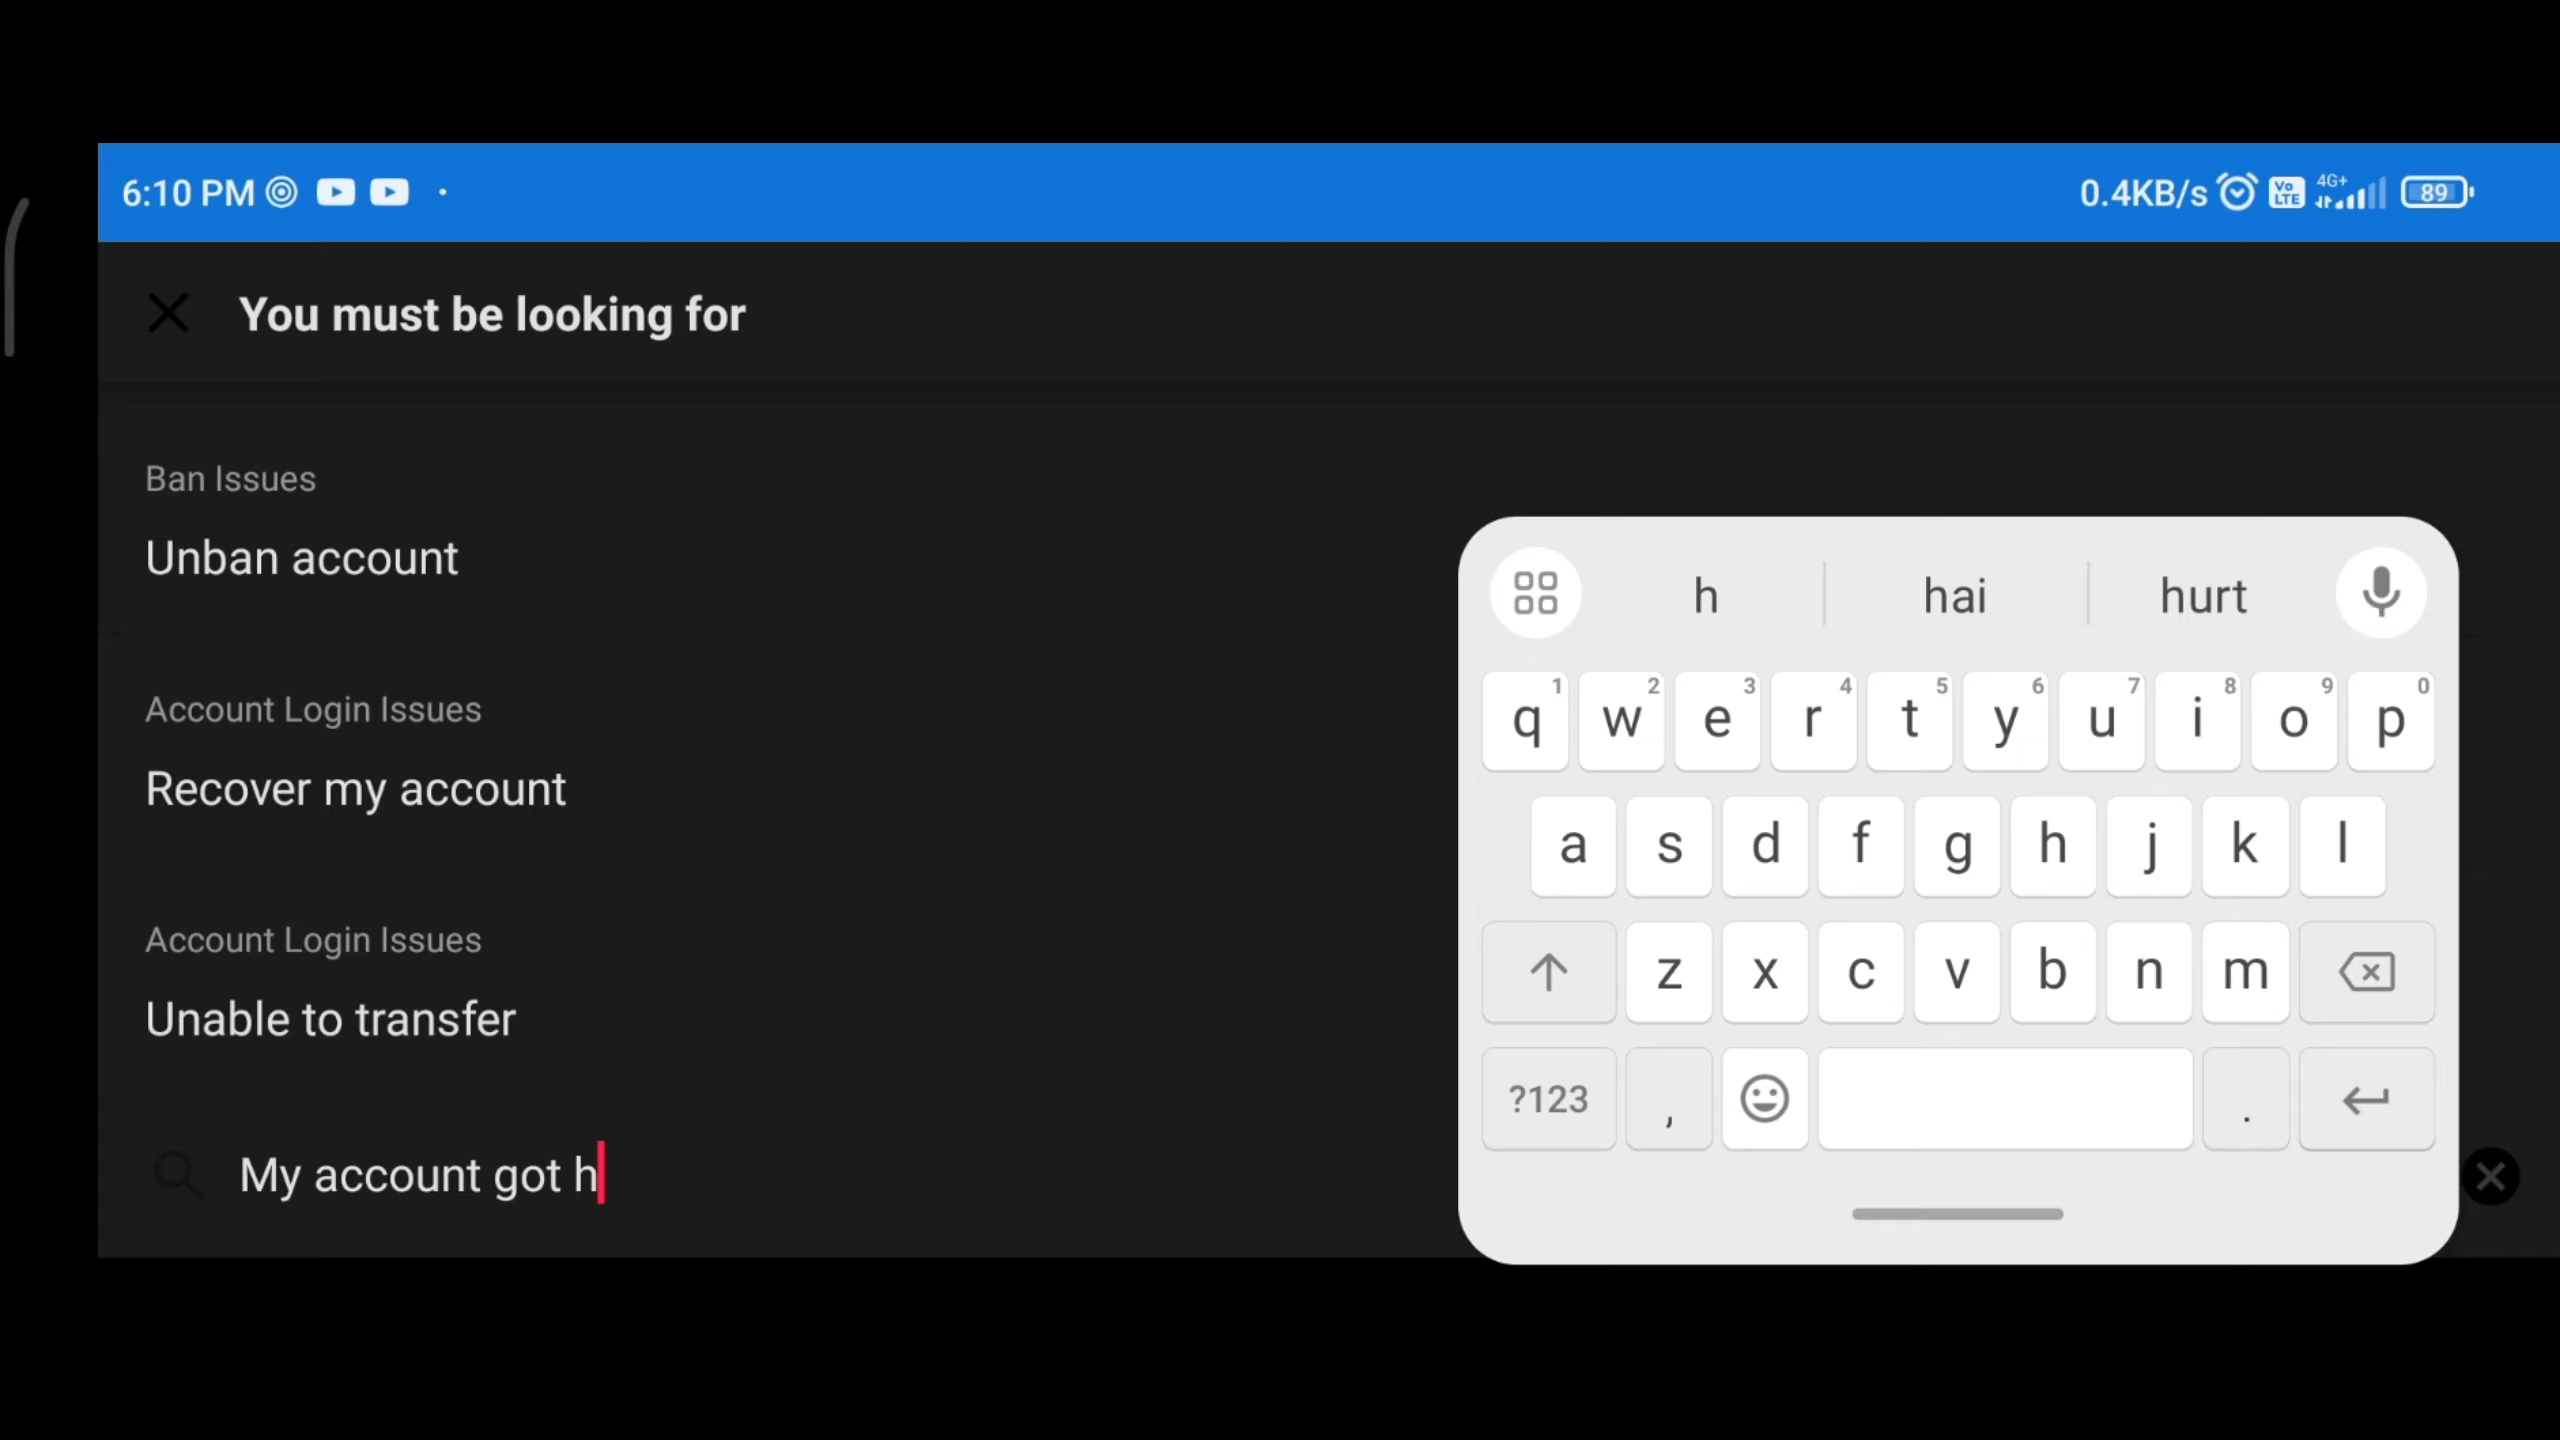 6:10 PM
0.4KB/s Vo LTE 4G+ 89
You must be looking for
Ban Issues
Unban account
Account Login Issues
Recover my account
Account Login Issues
Unable to transfer
My account got h
h hai hurt
q 1 w 2 e 3 r 4 t 5 y 6 u 7 i 8 o 9 p 0
a s d f g h j k l
z x c v b n m
?123 , .